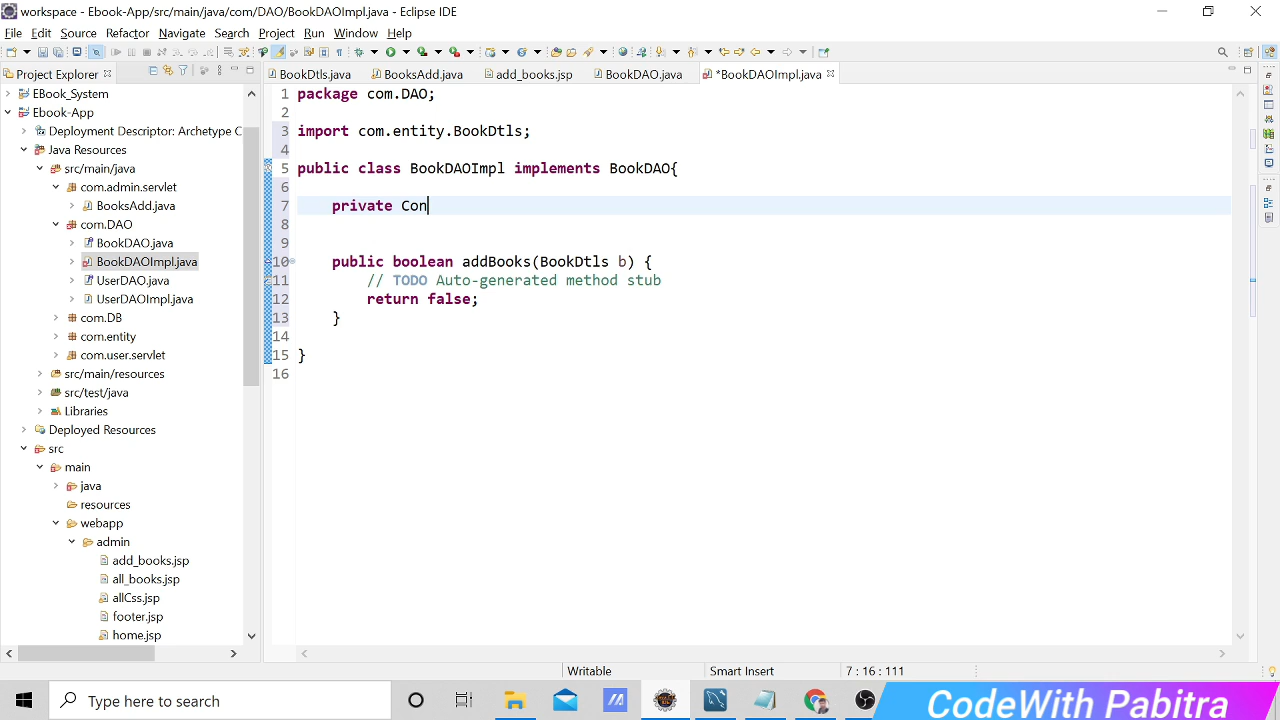 workspace - Ebook-App/src/main/java/com/DAO/BookDAOImpl.java - Eclipse IDE
File Edit Source Refactor Navigate Search Project Run Window Help
Project Explorer
BookDtls.java BooksAdd.java add_books.jsp BookDAO.java *BookDAOImpl.java
EBook_System
Ebook-App
Deployment Descriptor: Archetype C
Java Resources
src/main/java
com.admin.servlet
BooksAdd.java
com.DAO
BookDAO.java
BookDAOImpl.java
UserDAO.java
UserDAOImpl.java
com.DB
com.entity
com.user.servlet
src/main/resources
src/test/java
Libraries
Deployed Resources
src
main
java
resources
webapp
admin
add_books.jsp
all_books.jsp
allCss.jsp
footer.jsp
home.jsp
1 package com.DAO;
2
3 import com.entity.BookDtls;
4
5 public class BookDAOImpl implements BookDAO{
6
7 private Con
8
9
10 public boolean addBooks(BookDtls b) {
11 // TODO Auto-generated method stub
12 return false;
13 }
14
15 }
16
Writable Smart Insert 7 : 16 : 111
Type here to search
CodeWith Pabitra